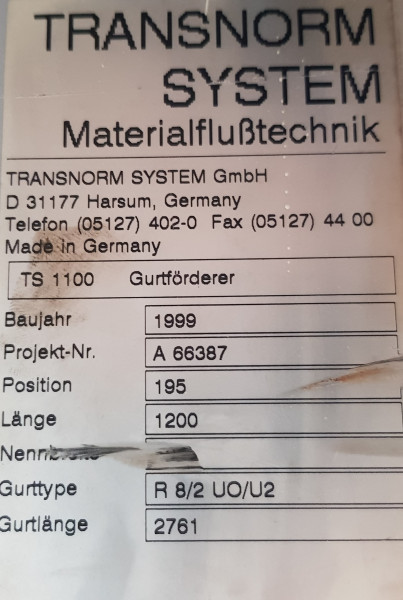 TRANSNORM
SYSTEM
Materialflußtechnik
TRANSNORM SYSTEM GmbH
D 31177 Harsum, Germany
Telefon (05127) 402-0 Fax (05127) 44 00
Made in Germany
TS 1100 Gurtförderer
Baujahr 1999
Projekt-Nr. A 66387
Position 195
Länge 1200
Gurttype R 8/2 UO/U2
Gurtlänge 2761